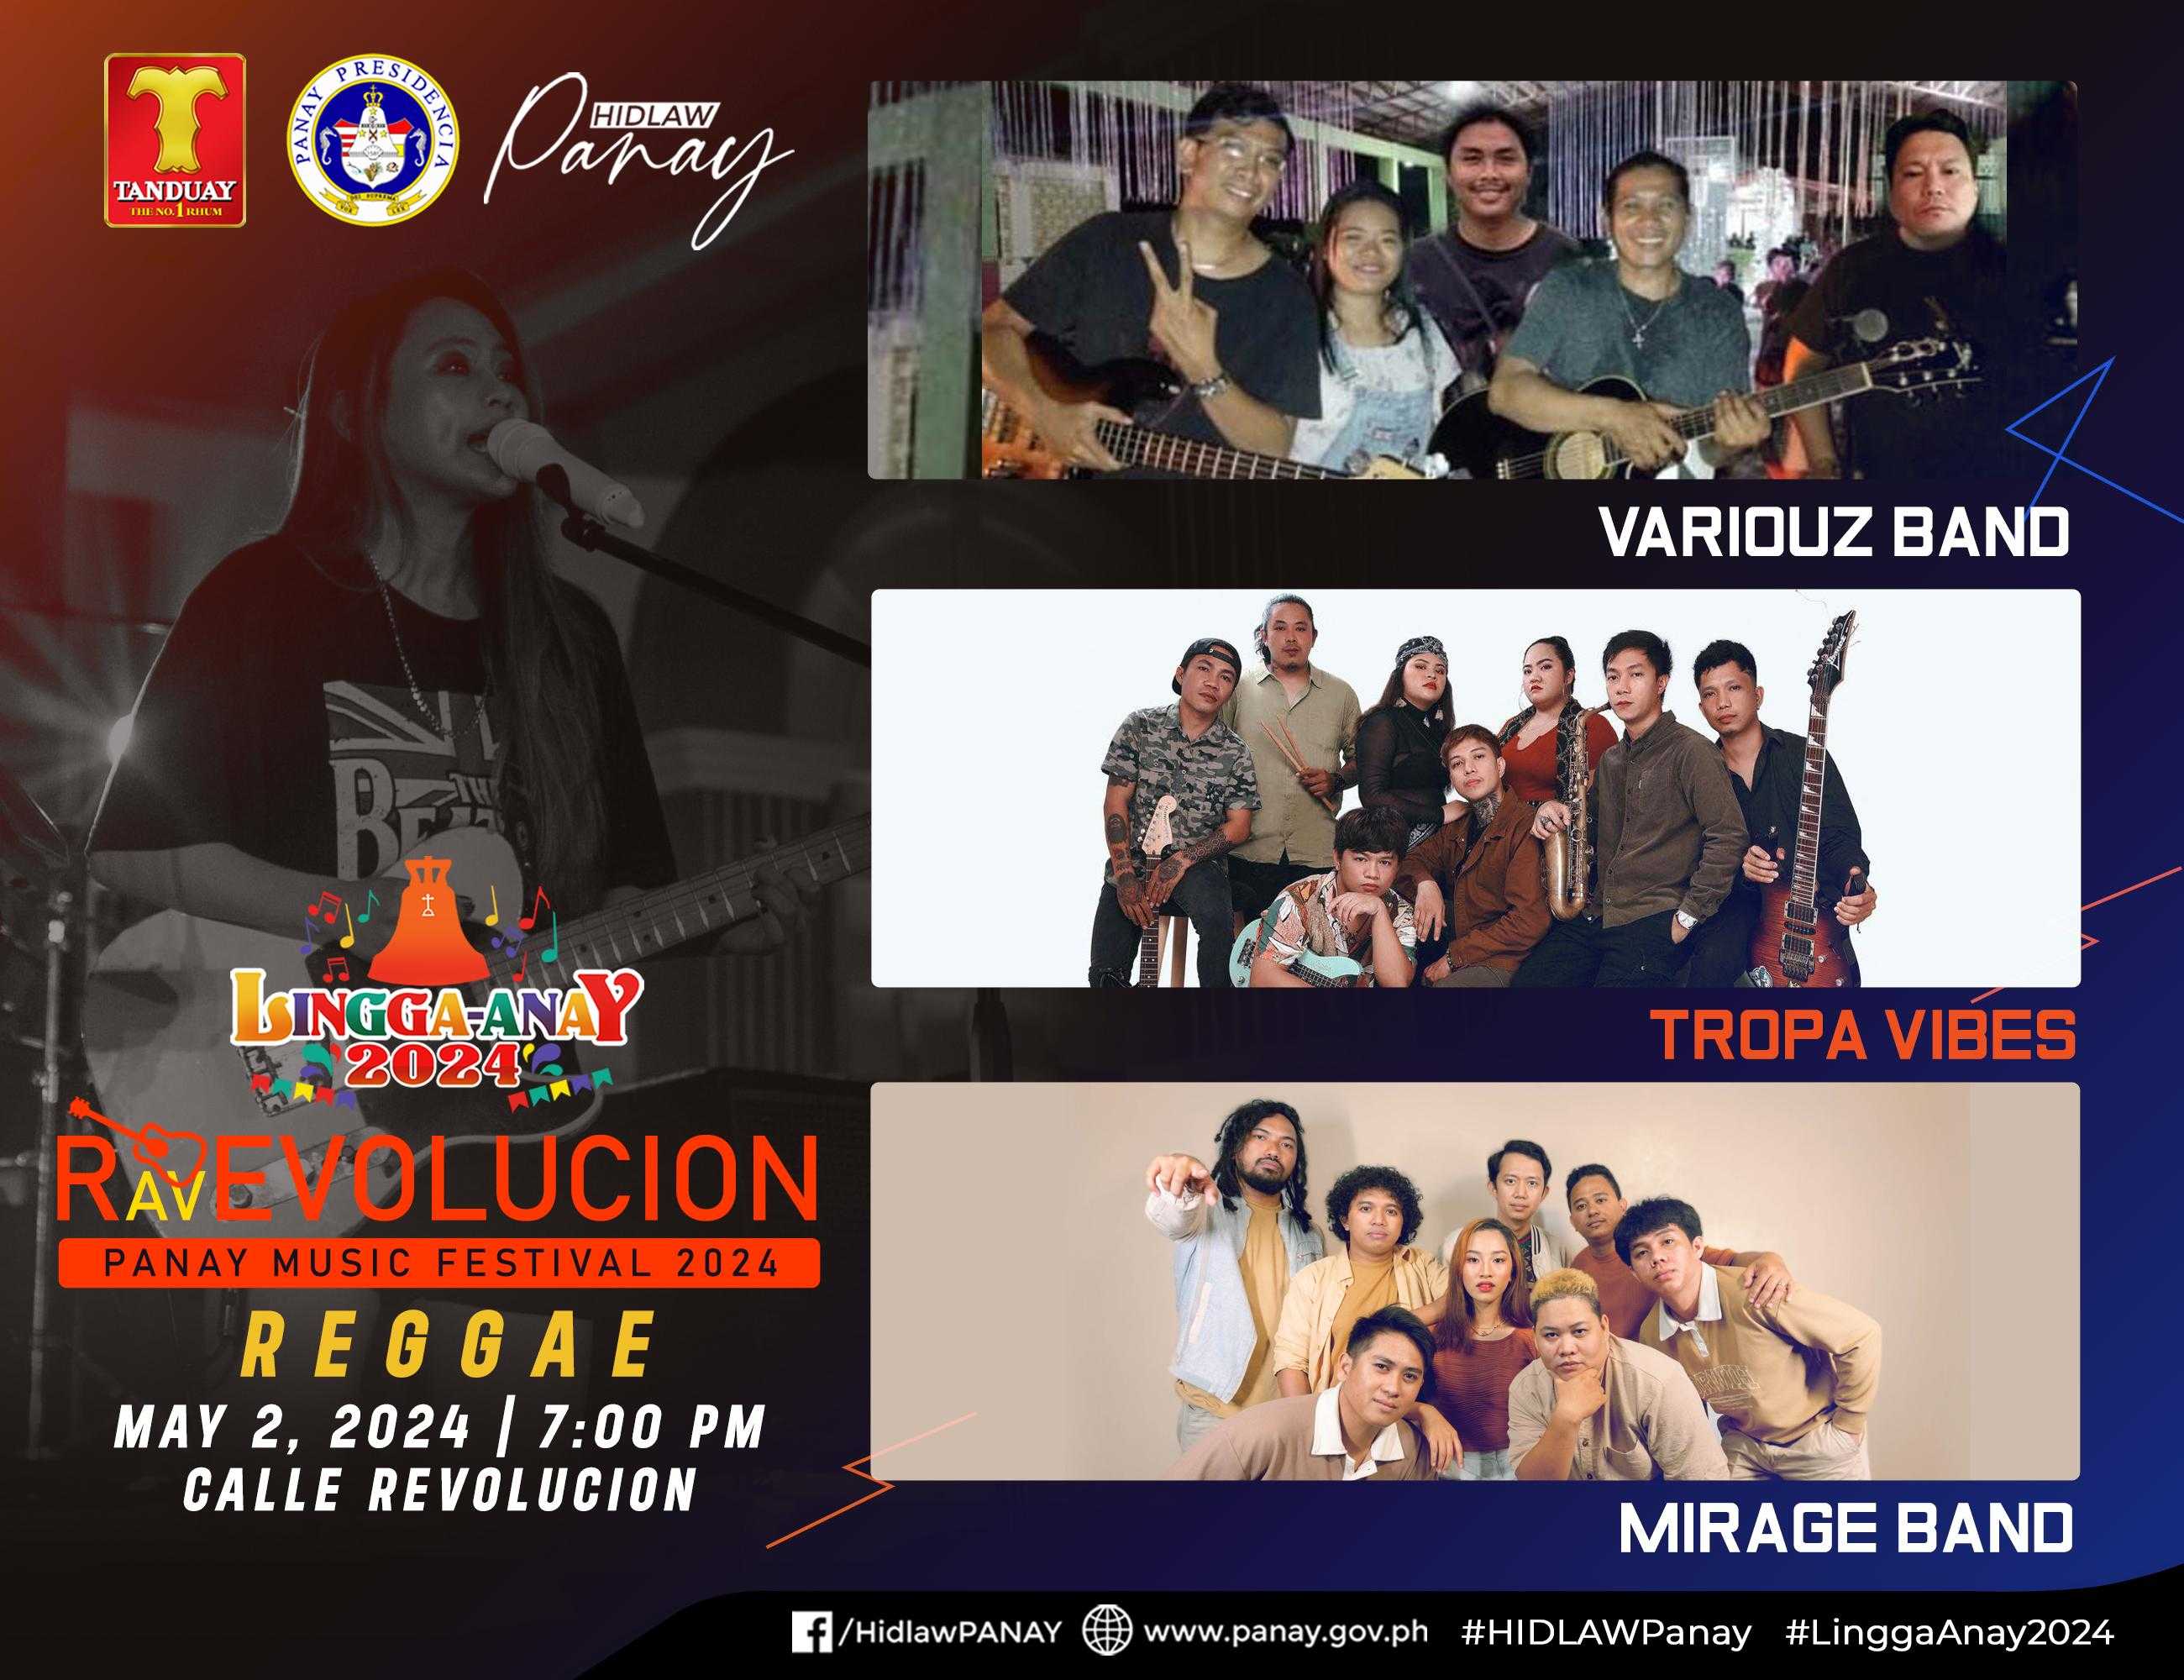 TANDUAY
THE NO. 1 RHUM
PANAY PRESIDENCIA
HIDLAW
Panay
VARIOUZ BAND
TROPA VIBES
THE
LINGGA-ANAY
2024
RAVEVOLUCION
PANAY MUSIC FESTIVAL 2024
REGGAE
MAY 2, 2024 | 7:00 PM
CALLE REVOLUCION
MIRAGE BAND
/HidlawPANAY www.panay.gov.ph #HIDLAWPanay #LinggaAnay2024